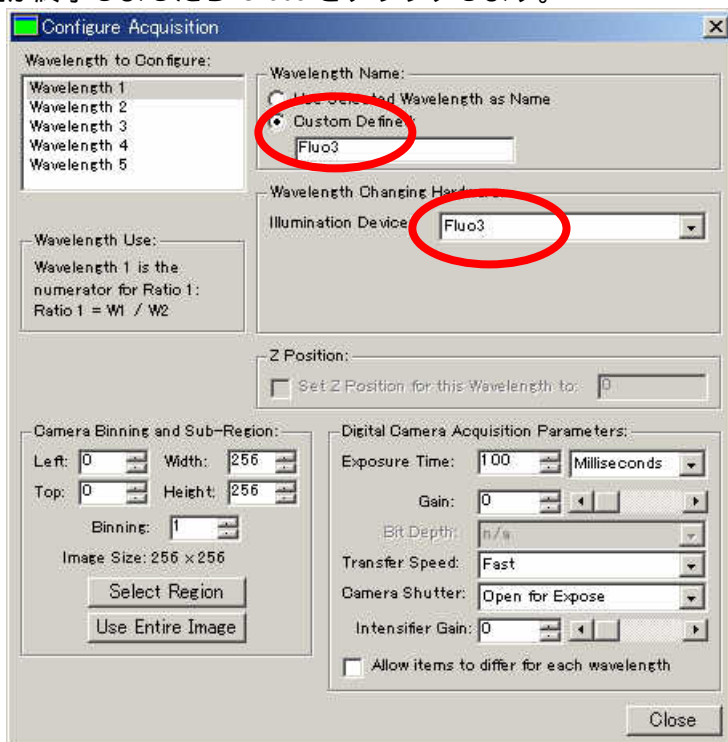 Configure Acquisition
Wavelength to Configure:
Wavelength 1
Wavelength 2
Wavelength 3
Wavelength 4
Wavelength 5
Wavelength Name:
Use Selected Wavelength as Name
Custom Defined:
Fluo3
Wavelength Changing Hardware
Illumination Device:
Fluo3
Wavelength Use:
Wavelength 1 is the
numerator for Ratio 1:
Ratio 1 = W1 / W2
Z Position:
Set Z Position for this Wavelength to: 0
Camera Binning and Sub-Region:
Left: 0 Width: 256
Top: 0 Height: 256
Binning: 1
Image Size: 256 x 256
Select Region
Use Entire Image
Digital Camera Acquisition Parameters:
Exposure Time: 100 Milliseconds
Gain: 0
Bit Depth: n/a
Transfer Speed: Fast
Camera Shutter: Open for Expose
Intensifier Gain: 0
Allow items to differ for each wavelength
Close